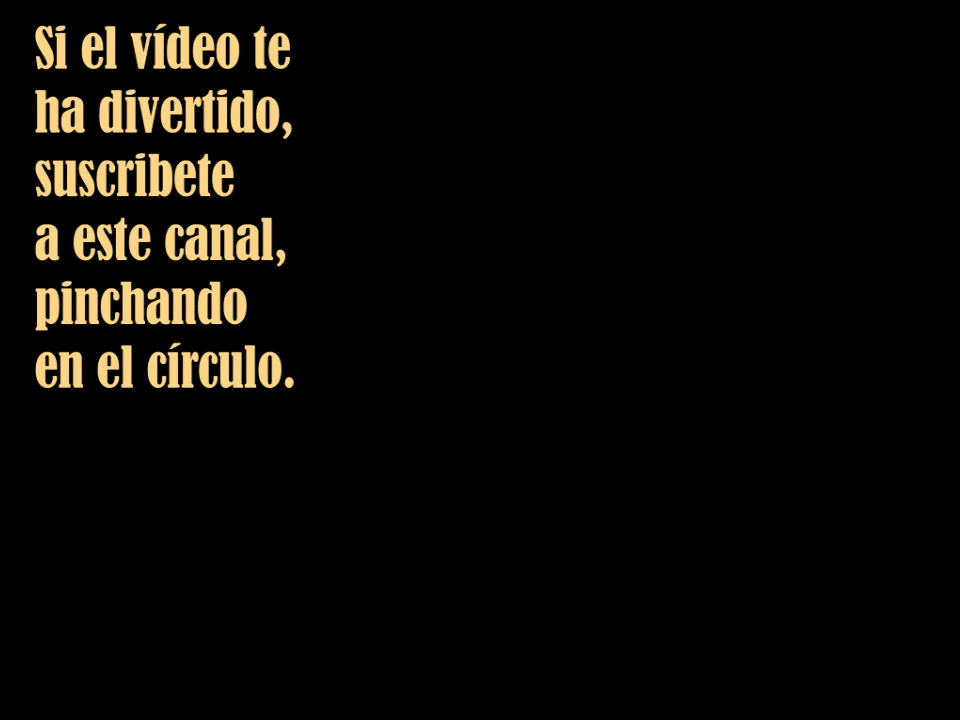 Si el vídeo te
ha divertido,
suscribete
a este canal,
pinchando
en el círculo.